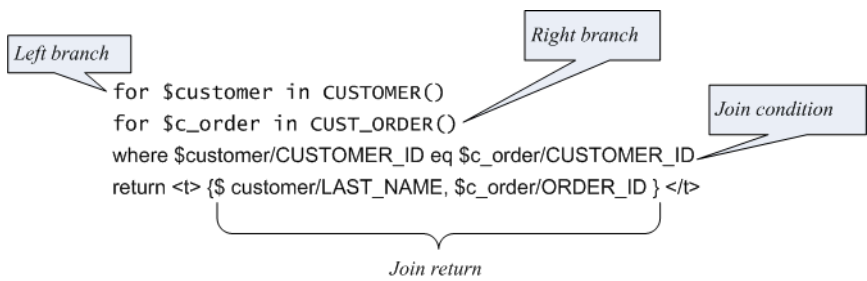 Right branch
Left branch
for $customer in CUSTOMER()
for $c_order in CUST_ORDER()
Join condition
where $customer/CUSTOMER_ID eq $c_order/CUSTOMER_ID
return <t> {$ customer/LAST_NAME, $c_order/ORDER_ID } </t>
Join return